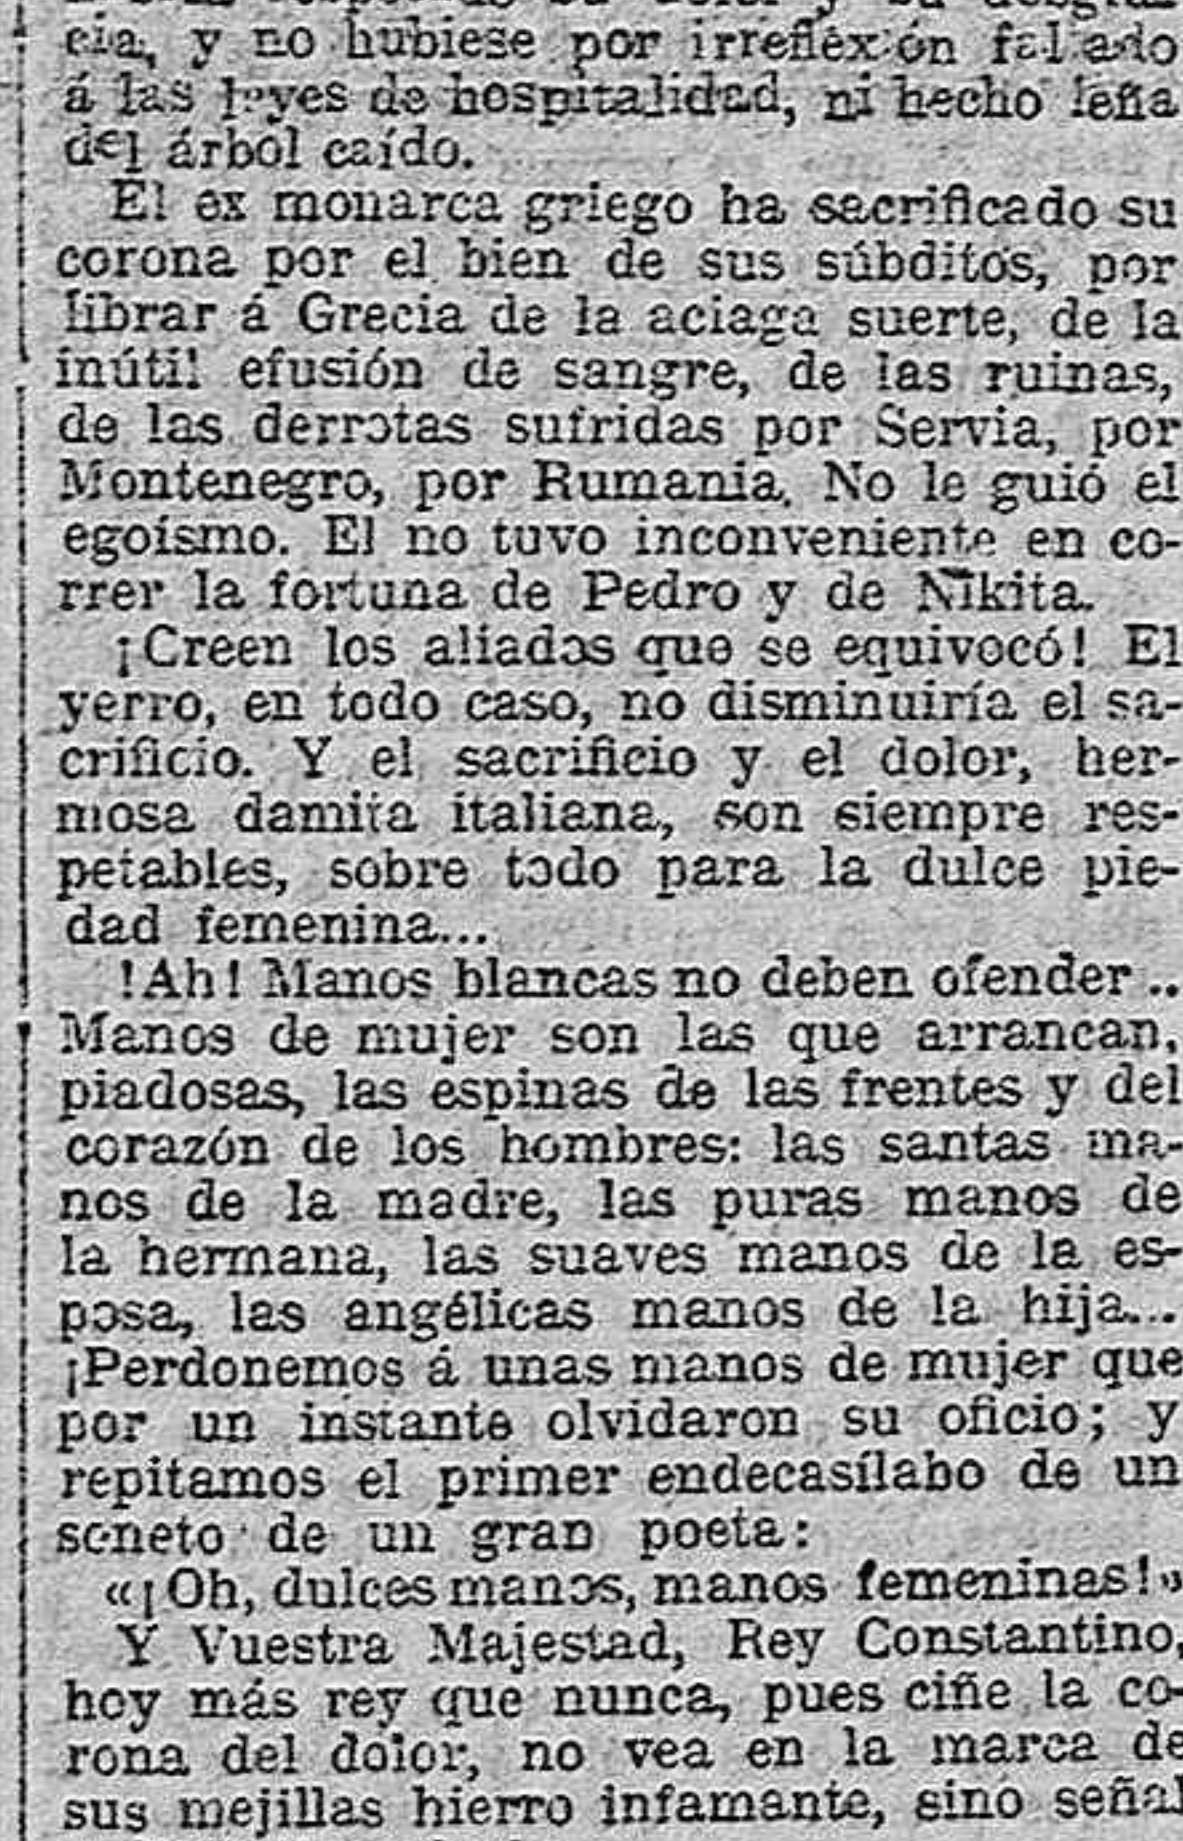 cia, y no hubiese por irreflexión faltado
á las leyes de hospitalidad, ni hecho leña
del árbol caído.
El ex monarca griego ha sacrificado su
corona por el bien de sus súbditos, por
librar á Grecia de la aciaga suerte, de la
inútil efusión de sangre, de las ruinas,
de las derrotas sufridas por Servia, por
Montenegro, por Rumania. No le guió el
egoísmo. El no tuvo inconveniente en co-
rrer la fortuna de Pedro y de Nikita.
¡Creen los aliados que se equivocó! El
yerro, en todo caso, no disminuiría el sa-
crificio. Y el sacrificio y el dolor, her-
mosa damita italiana, son siempre res-
petables, sobre todo para la dulce pie-
dad femenina...
!Ah! Manos blancas no deben ofender..
Manos de mujer son las que arrancan,
piadosas, las espinas de las frentes y del
corazón de los hombres: las santas ma-
nos de la madre, las puras manos de
la hermana, las suaves manos de la es-
posa, las angélicas manos de la hija...
¡Perdonemos á unas manos de mujer que
por un instante olvidaron su oficio; y
repitamos el primer endecasílabo de un
soneto de un gran poeta:
«¡Oh, dulces manos, manos femeninas!»
Y Vuestra Majestad, Rey Constantino,
hoy más rey que nunca, pues ciñe la co-
rona del dolor, no vea en la marca de
sus mejillas hierro infamante, sino señal